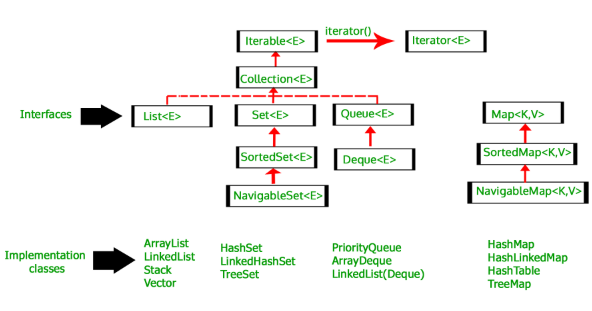 Iterable<E>
iterator()
Iterator<E>
Collection<E>
Interfaces
List<E>
Set<E>
Queue<E>
Map<K,V>
SortedSet<E>
Deque<E>
SortedMap<K,V>
NavigableSet<E>
NavigableMap<K,V>
Implementation
classes
ArrayList
LinkedList
Stack
Vector
HashSet
LinkedHashSet
TreeSet
PriorityQueue
ArrayDeque
LinkedList(Deque)
HashMap
HashLinkedMap
HashTable
TreeMap